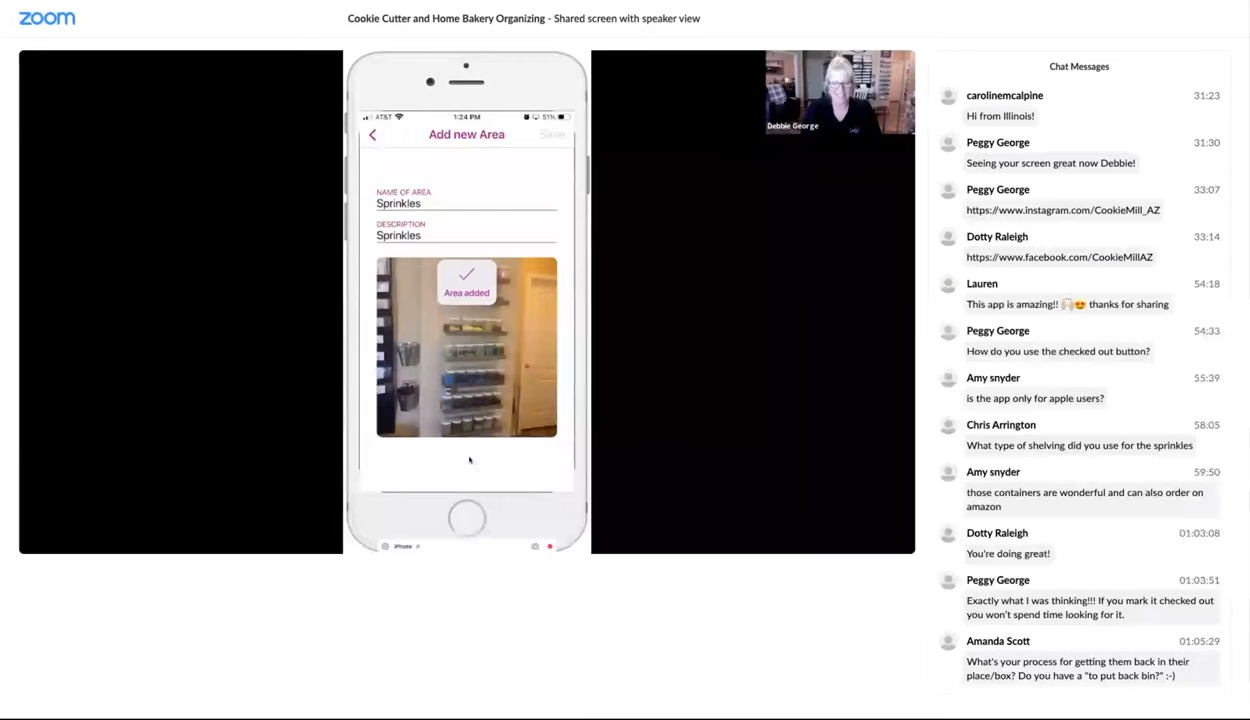 zoom
Cookie Cutter and Home Bakery Organizing - Shared screen with speaker view
AT&T
1:24 PM
51%
Add new Area
Save
NAME OF AREA
Sprinkles
DESCRIPTION
Sprinkles
Area added
iPhone
Debbie George
Chat Messages
carolinemcalpine 31:23
Hi from Illinois!
Peggy George 31:30
Seeing your screen great now Debbie!
Peggy George 33:07
https://www.instagram.com/CookieMill_AZ
Dotty Raleigh 33:14
https://www.facebook.com/CookieMillAZ
Lauren 54:18
This app is amazing!! 🙌🏻😍 thanks for sharing
Peggy George 54:33
How do you use the checked out button?
Amy snyder 55:39
is the app only for apple users?
Chris Arrington 58:05
What type of shelving did you use for the sprinkles
Amy snyder 59:50
those containers are wonderful and can also order on
amazon
Dotty Raleigh 01:03:08
You're doing great!
Peggy George 01:03:51
Exactly what I was thinking!!! If you mark it checked out
you won't spend time looking for it.
Amanda Scott 01:05:29
What's your process for getting them back in their
place/box? Do you have a "to put back bin?" :-)